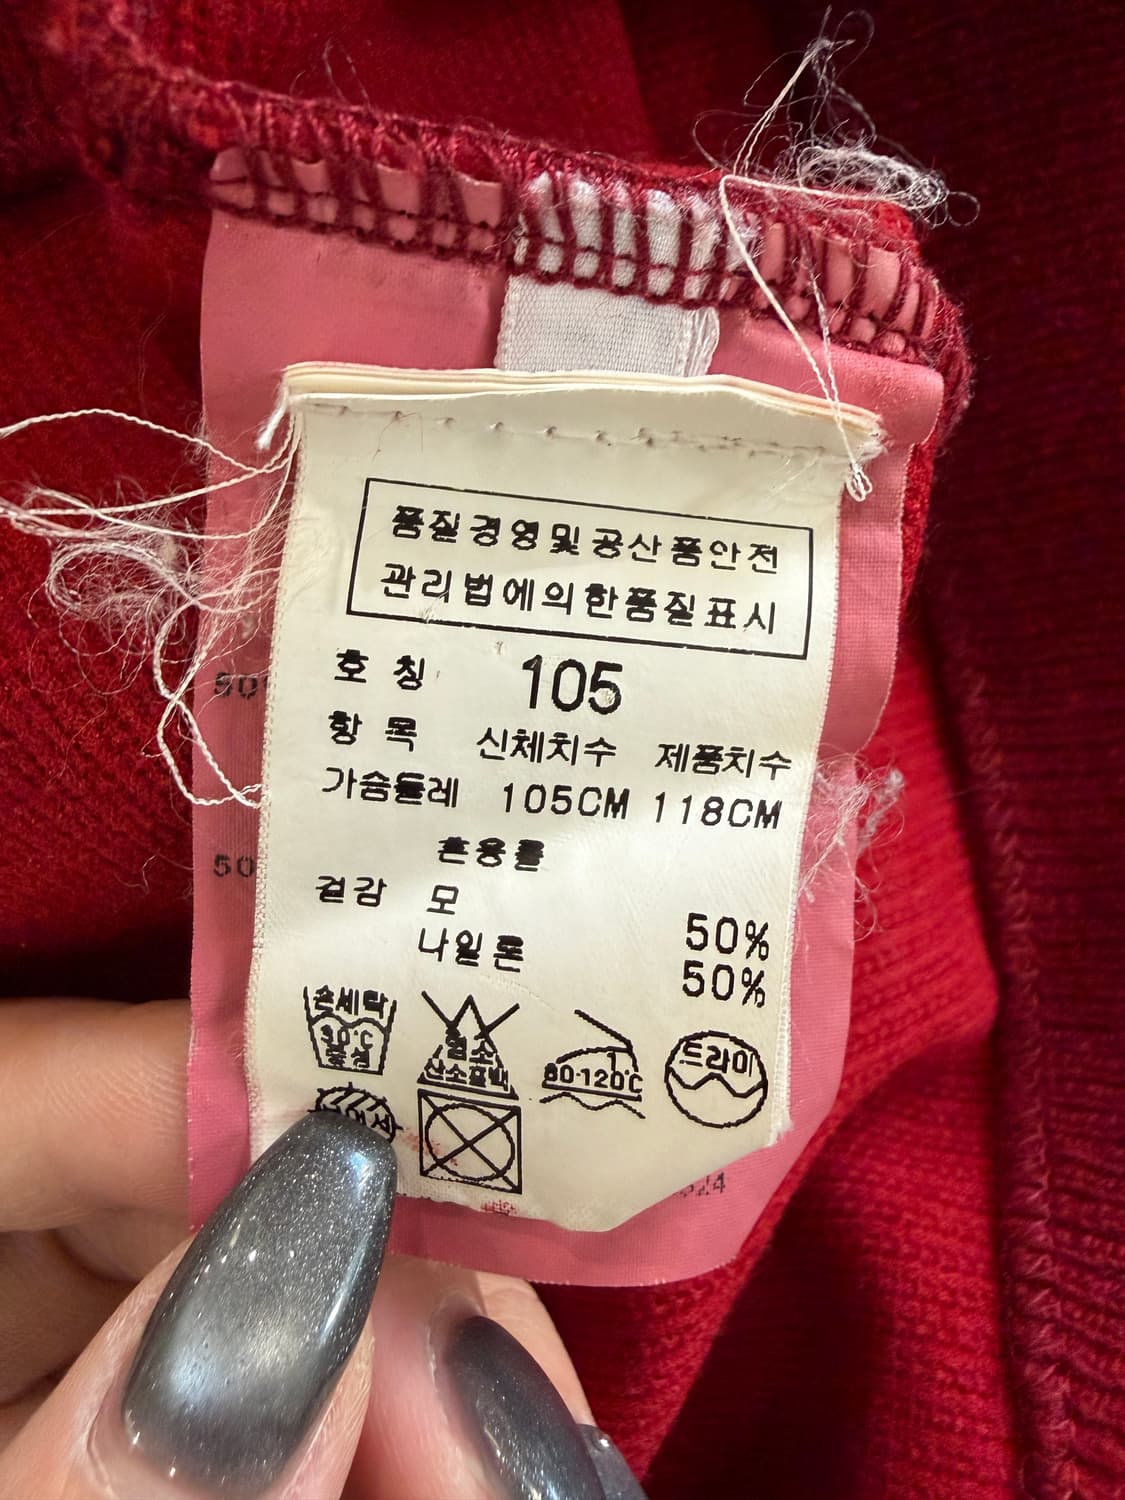 품질경영및공산품안전
관리법에의한품질표시
호 칭 105
항 목 신체치수 제품치수
가슴둘레 105CM 118CM
혼용률
겉감 모 50%
나일론 50%
손세탁
30°C
중성
염소
산소표백
80-120°C
드라이
50
50